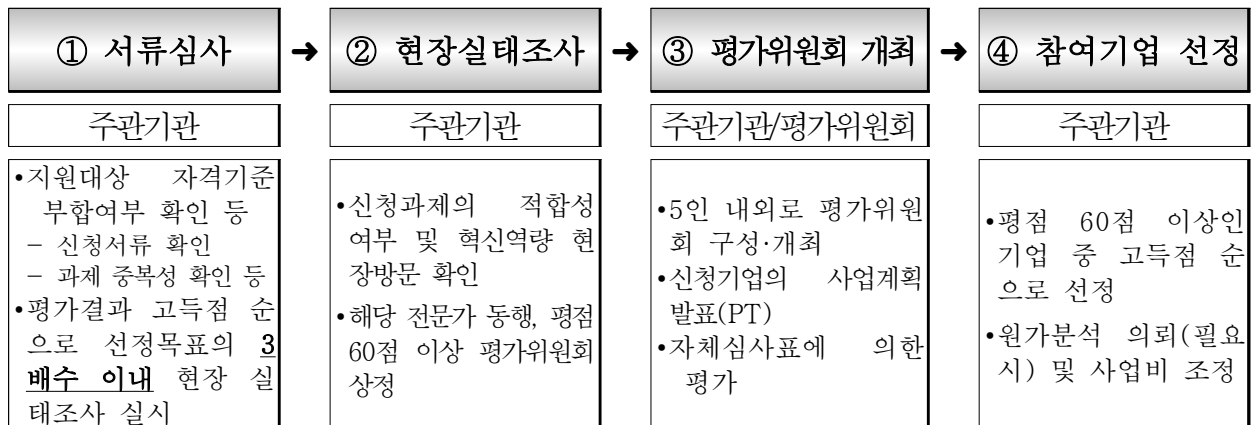 ① 서류심사
➜
② 현장실태조사
➜
③ 평가위원회 개최
➜
④ 참여기업 선정
주관기관
주관기관
주관기관/평가위원회
주관기관
•지원대상 자격기준
부합여부 확인 등
- 신청서류 확인
- 과제 중복성 확인 등
•평가결과 고득점 순
으로 선정목표의 3
배수 이내 현장 실
태조사 실시
•신청과제의 적합성
여부 및 혁신역량 현
장방문 확인
•해당 전문가 동행, 평점
60점 이상 평가위원회
상정
•5인 내외로 평가위원
회 구성·개최
•신청기업의 사업계획
발표(PT)
•자체심사표에 의한
평가
•평점 60점 이상인
기업 중 고득점 순
으로 선정
•원가분석 의뢰(필요
시) 및 사업비 조정